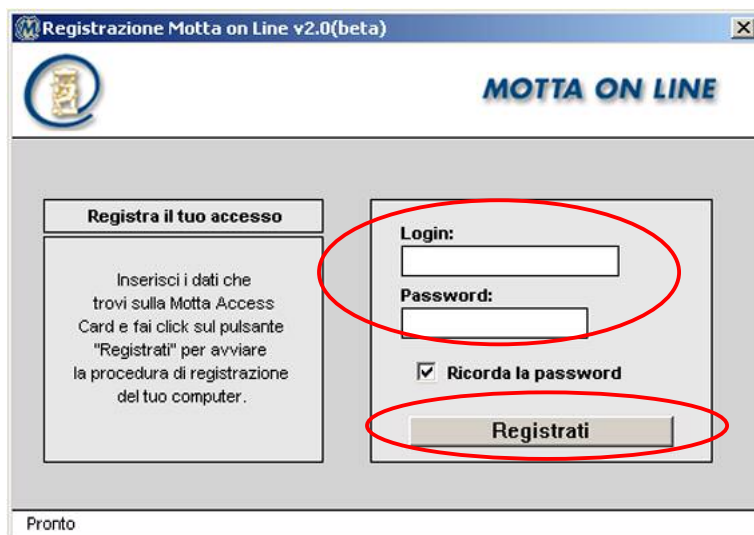 Registrazione Motta on Line v2.0(beta)
MOTTA ON LINE
Registra il tuo accesso
Inserisci i dati che
trovi sulla Motta Access
Card e fai click sul pulsante
"Registrati" per avviare
la procedura di registrazione
del tuo computer.
Login:
Password:
Ricorda la password
Registrati
Pronto